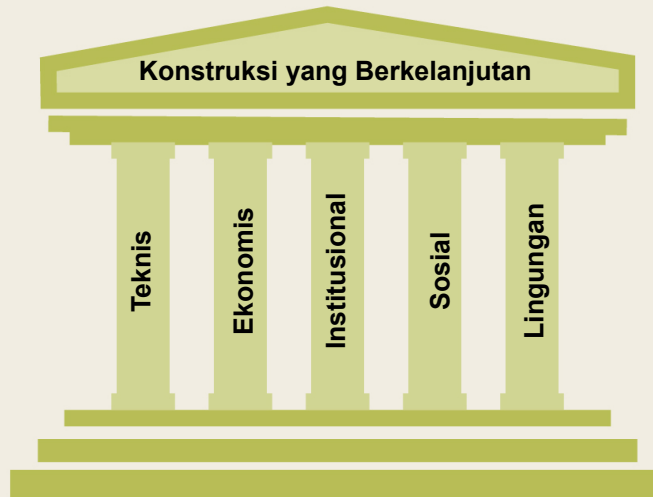 Konstruksi yang Berkelanjutan
Teknis
Ekonomis
Institusional
Sosial
Lingungan